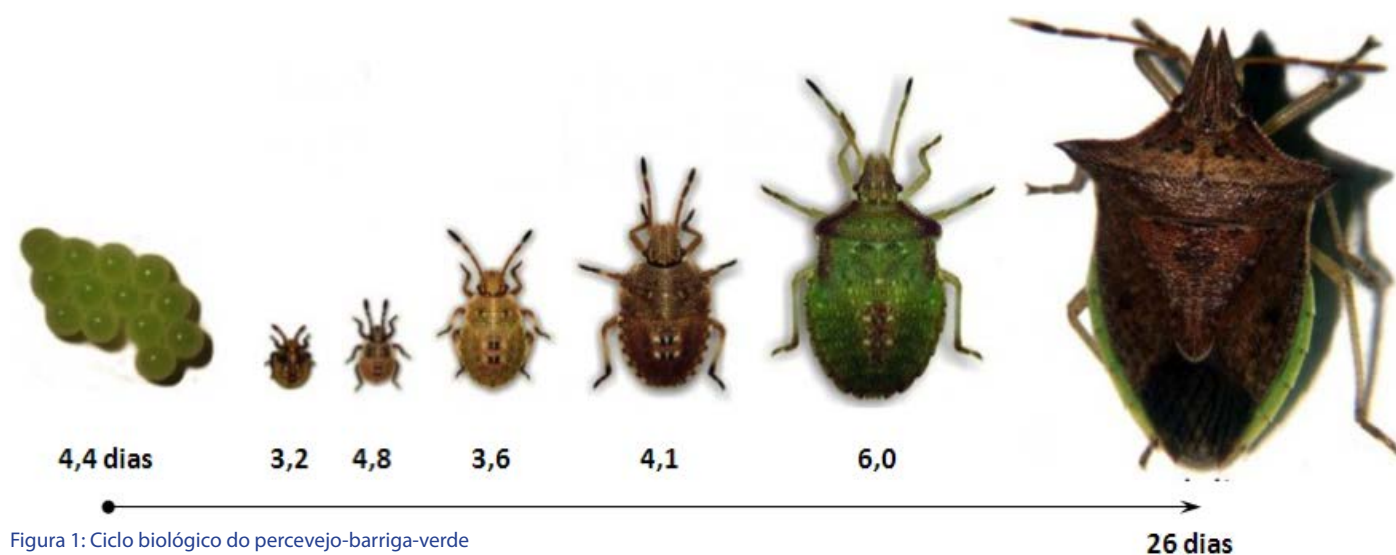 4,4 dias 3,2 4,8 3,6 4,1 6,0
26 dias
Figura 1: Ciclo biológico do percevejo-barriga-verde